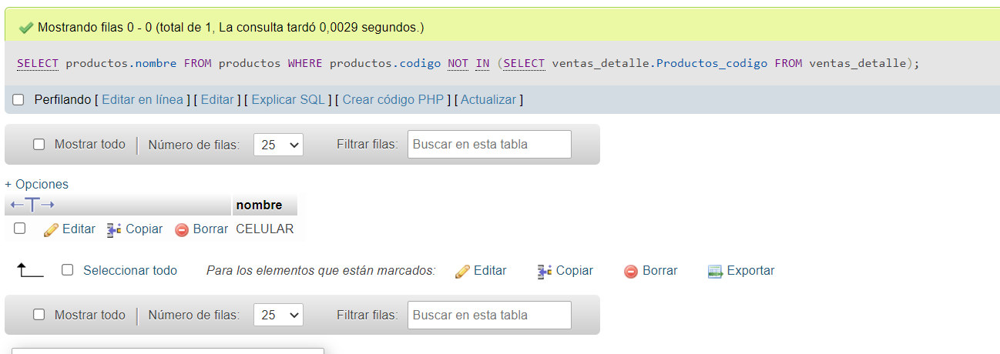 Mostrando filas 0 - 0 (total de 1, La consulta tardó 0,0029 segundos.)
SELECT productos.nombre FROM productos WHERE productos.codigo NOT IN (SELECT ventas_detalle.Productos_codigo FROM ventas_detalle);
Perfilando [ Editar en línea ] [ Editar ] [ Explicar SQL ] [ Crear código PHP ] [ Actualizar ]
Mostrar todo | Número de filas: 25 Filtrar filas: Buscar en esta tabla
+ Opciones
←T→ nombre
Editar Copiar Borrar CELULAR
Seleccionar todo Para los elementos que están marcados: Editar Copiar Borrar Exportar
Mostrar todo | Número de filas: 25 Filtrar filas: Buscar en esta tabla